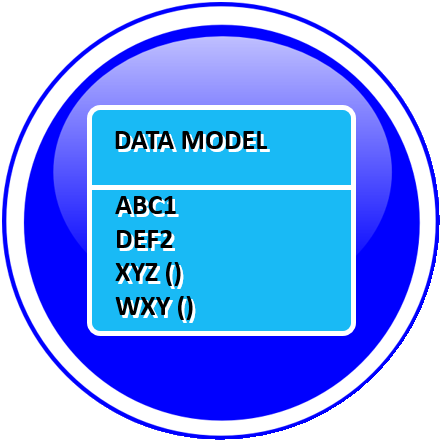 DATA MODEL
ABC1
DEF2
XYZ ()
WXY ()